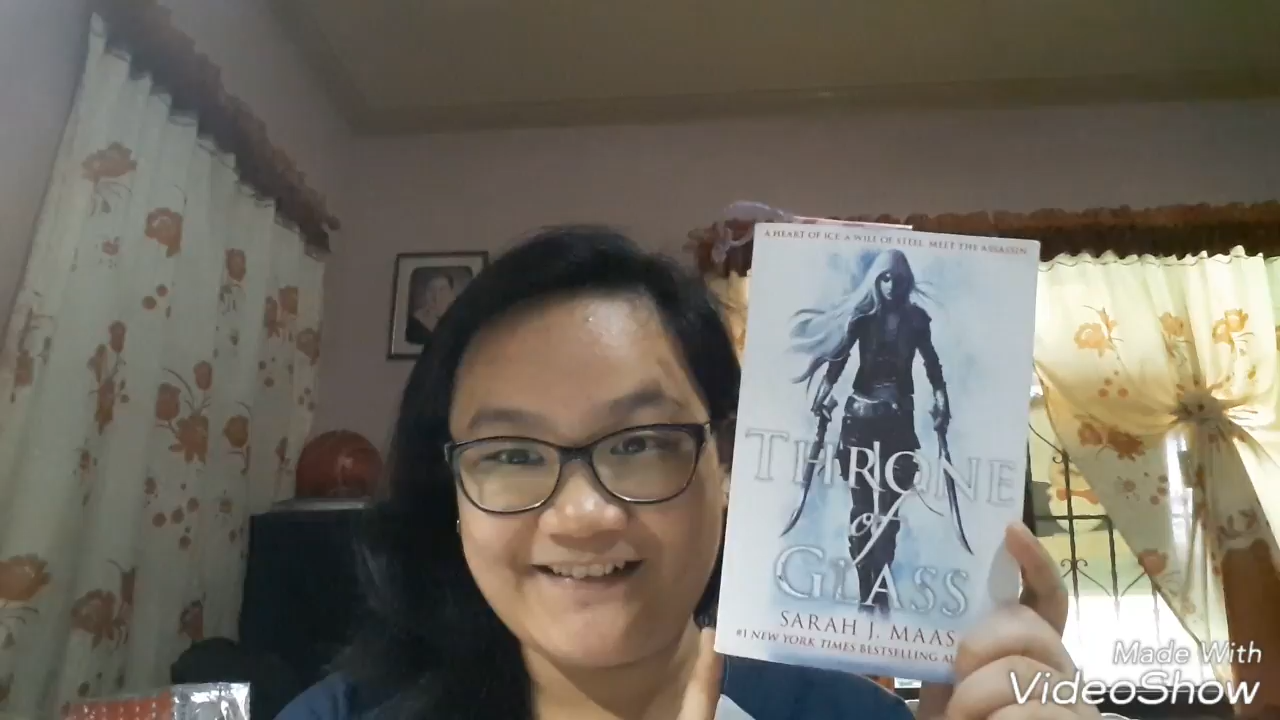 A HEART OF ICE. A WILL OF STEEL. MEET THE ASSASSIN.
THRONE
of
GLASS
SARAH J. MAAS
#1 NEW YORK TIMES BESTSELLING
Made With
VideoShow